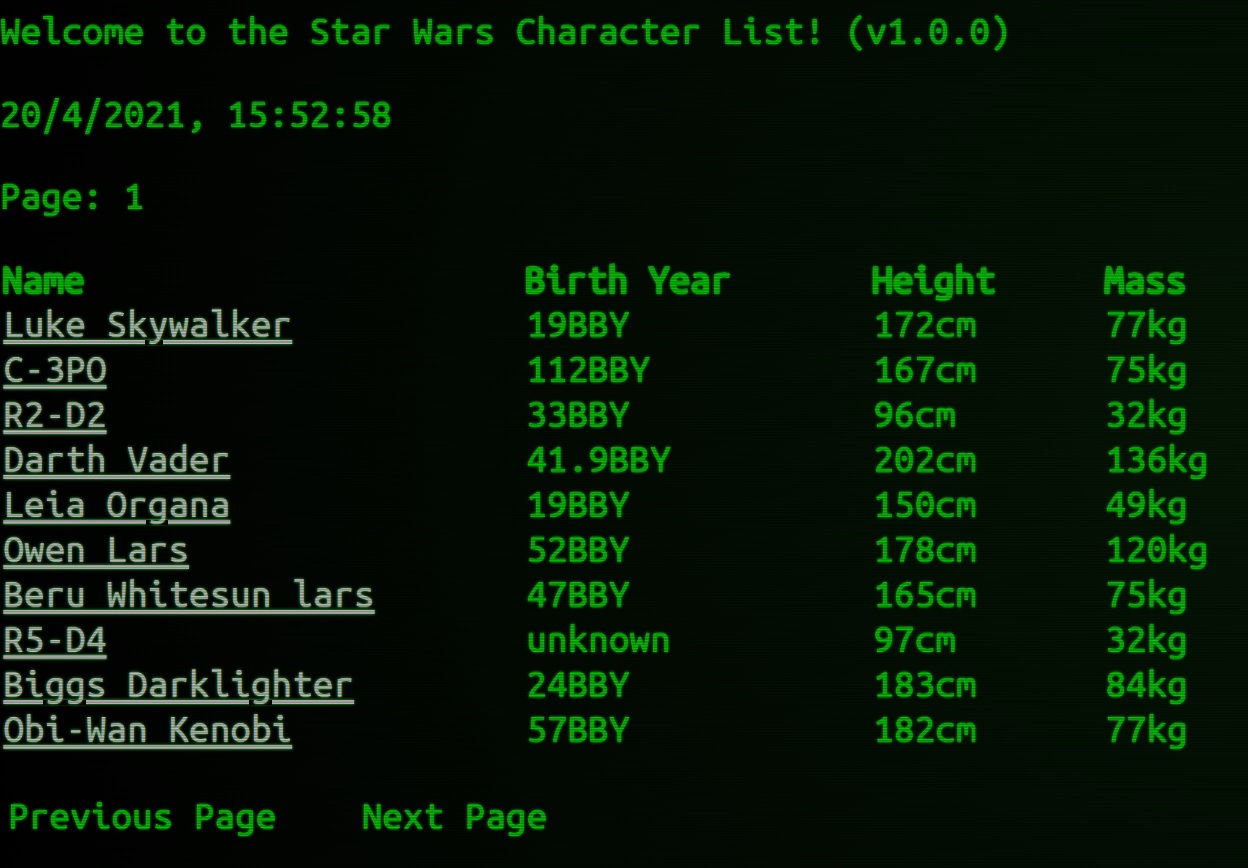 Welcome to the Star Wars Character List! (v1.0.0)
20/4/2021, 15:52:58
Page: 1
Name Birth Year Height Mass
Luke Skywalker 19BBY 172cm 77kg
C-3PO 112BBY 167cm 75kg
R2-D2 33BBY 96cm 32kg
Darth Vader 41.9BBY 202cm 136kg
Leia Organa 19BBY 150cm 49kg
Owen Lars 52BBY 178cm 120kg
Beru Whitesun lars 47BBY 165cm 75kg
R5-D4 unknown 97cm 32kg
Biggs Darklighter 24BBY 183cm 84kg
Obi-Wan Kenobi 57BBY 182cm 77kg
Previous Page Next Page